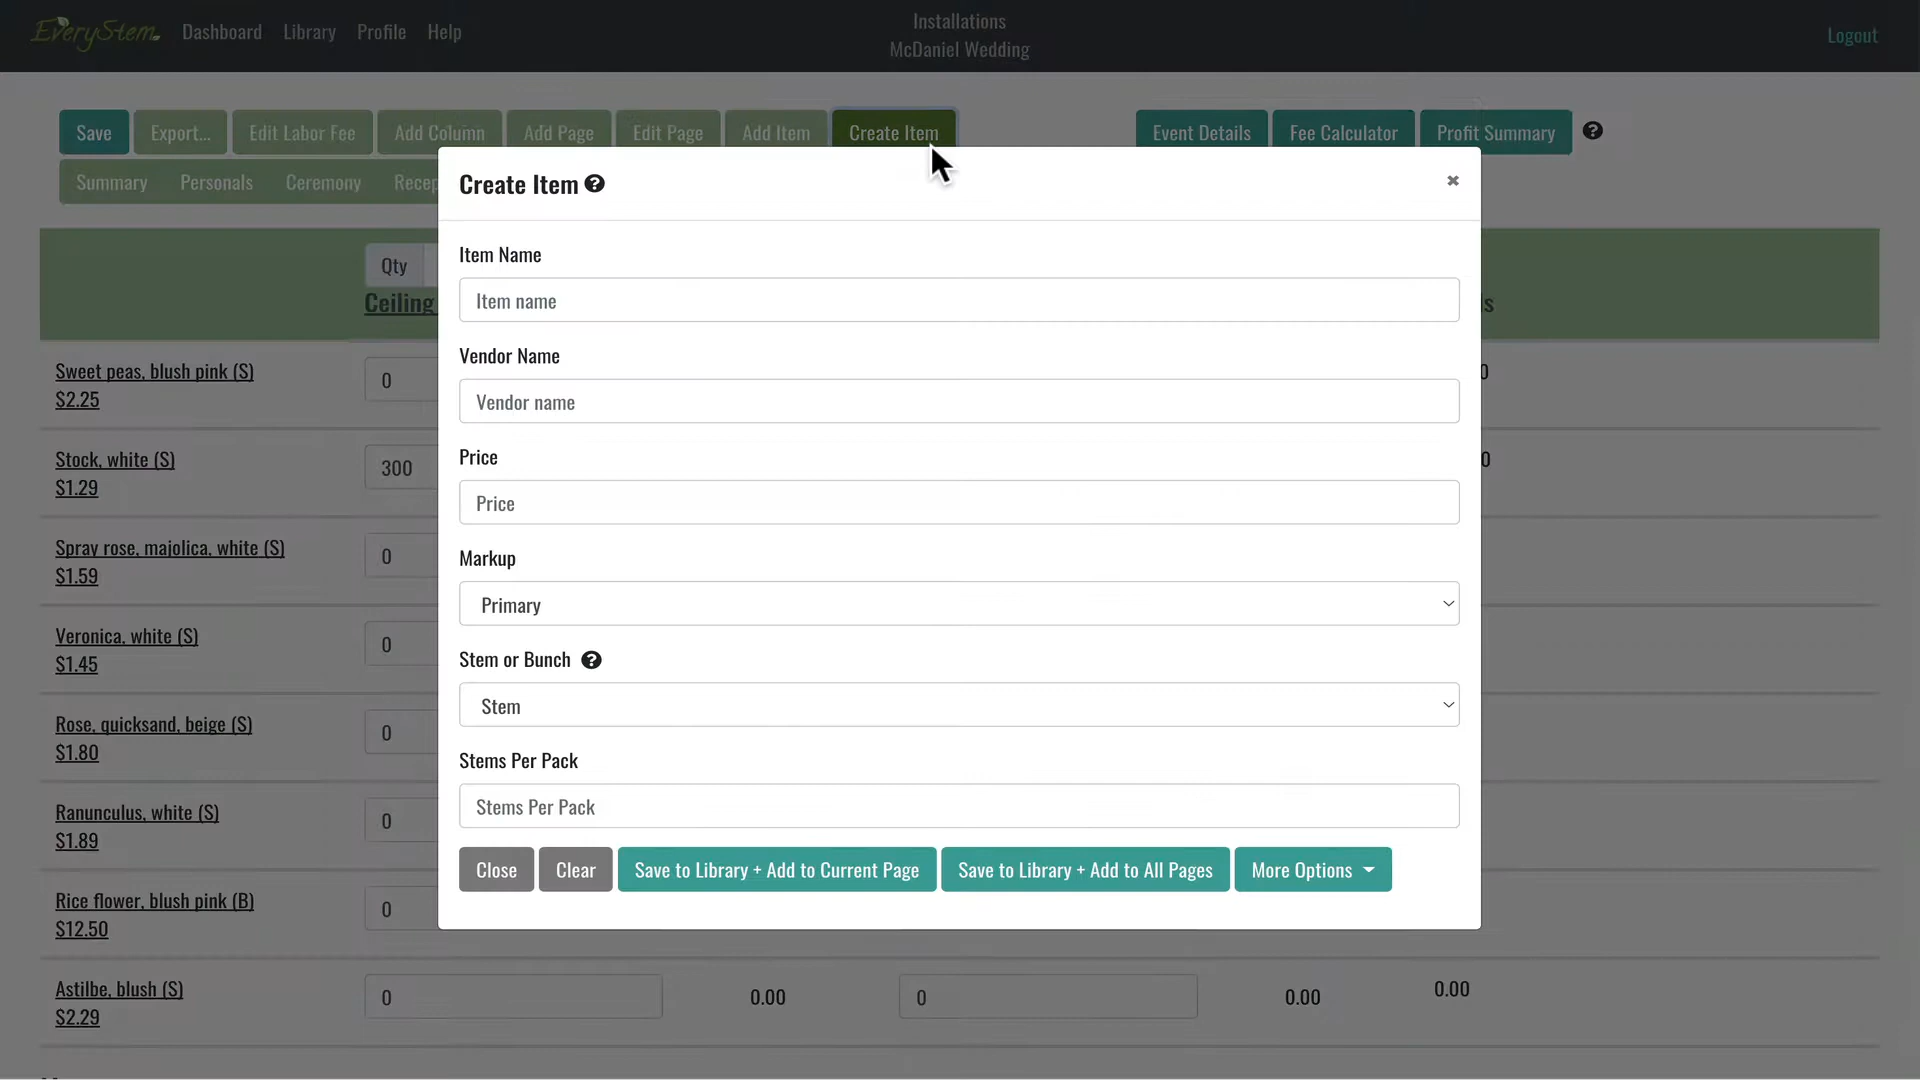 EveryStem
Dashboard
Library
Profile
Help
Installations
McDaniel Wedding
Logout
Save
Export...
Edit Labor Fee
Add Column
Add Page
Edit Page
Add Item
Create Item
Event Details
Fee Calculator
Profit Summary
?
Summary
Personals
Ceremony
Recep
Create Item ?
×
Item Name
Item name
Vendor Name
Vendor name
Price
Price
Markup
Primary
Stem or Bunch ?
Stem
Stems Per Pack
Stems Per Pack
Close
Clear
Save to Library + Add to Current Page
Save to Library + Add to All Pages
More Options
Qty
Ceiling
s
Sweet peas, blush pink (S)
$2.25
0
0
Stock, white (S)
$1.29
300
0
Spray rose, majolica, white (S)
$1.59
0
Veronica, white (S)
$1.45
0
Rose, quicksand, beige (S)
$1.80
0
Ranunculus, white (S)
$1.89
0
Rice flower, blush pink (B)
$12.50
0
Astilbe, blush (S)
$2.29
0
0.00
0
0.00
0.00